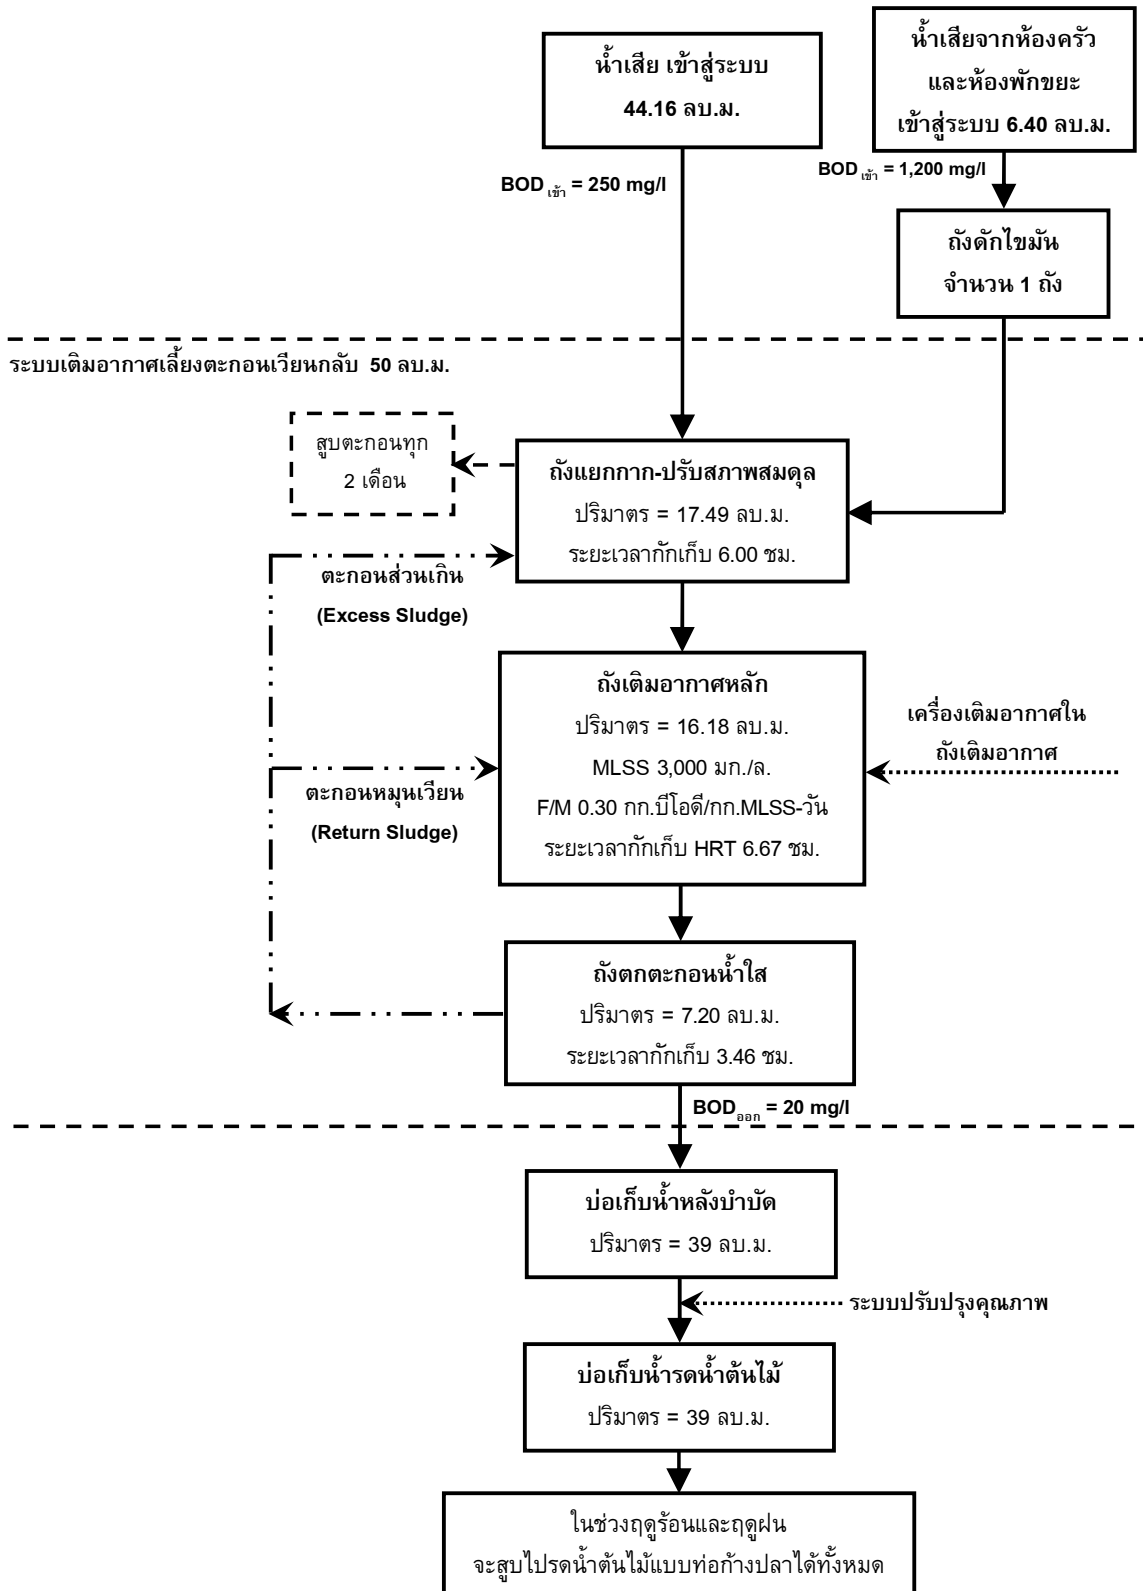 น้ำเสีย เข้าสู่ระบบ
44.16 ลบ.ม.
น้ำเสียจากห้องครัว
และห้องพักขยะ
เข้าสู่ระบบ 6.40 ลบ.ม.
BOD เข้า = 250 mg/l
BOD เข้า = 1,200 mg/l
ถังดักไขมัน
จำนวน 1 ถัง
ระบบเติมอากาศเลี้ยงตะกอนเวียนกลับ 50 ลบ.ม.
สูบตะกอนทุก
2 เดือน
ถังแยกกาก-ปรับสภาพสมดุล
ปริมาตร = 17.49 ลบ.ม.
ระยะเวลากักเก็บ 6.00 ชม.
ตะกอนส่วนเกิน
(Excess Sludge)
ถังเติมอากาศหลัก
ปริมาตร = 16.18 ลบ.ม.
MLSS 3,000 มก./ล.
F/M 0.30 กก.บีโอดี/กก.MLSS-วัน
ระยะเวลากักเก็บ HRT 6.67 ชม.
เครื่องเติมอากาศใน
ถังเติมอากาศ
ตะกอนหมุนเวียน
(Return Sludge)
ถังตกตะกอนน้ำใส
ปริมาตร = 7.20 ลบ.ม.
ระยะเวลากักเก็บ 3.46 ชม.
BODออก = 20 mg/l
บ่อเก็บน้ำหลังบำบัด
ปริมาตร = 39 ลบ.ม.
ระบบปรับปรุงคุณภาพ
บ่อเก็บน้ำรดน้ำต้นไม้
ปริมาตร = 39 ลบ.ม.
ในช่วงฤดูร้อนและฤดูฝน
จะสูบไปรดน้ำต้นไม้แบบท่อก้างปลาได้ทั้งหมด